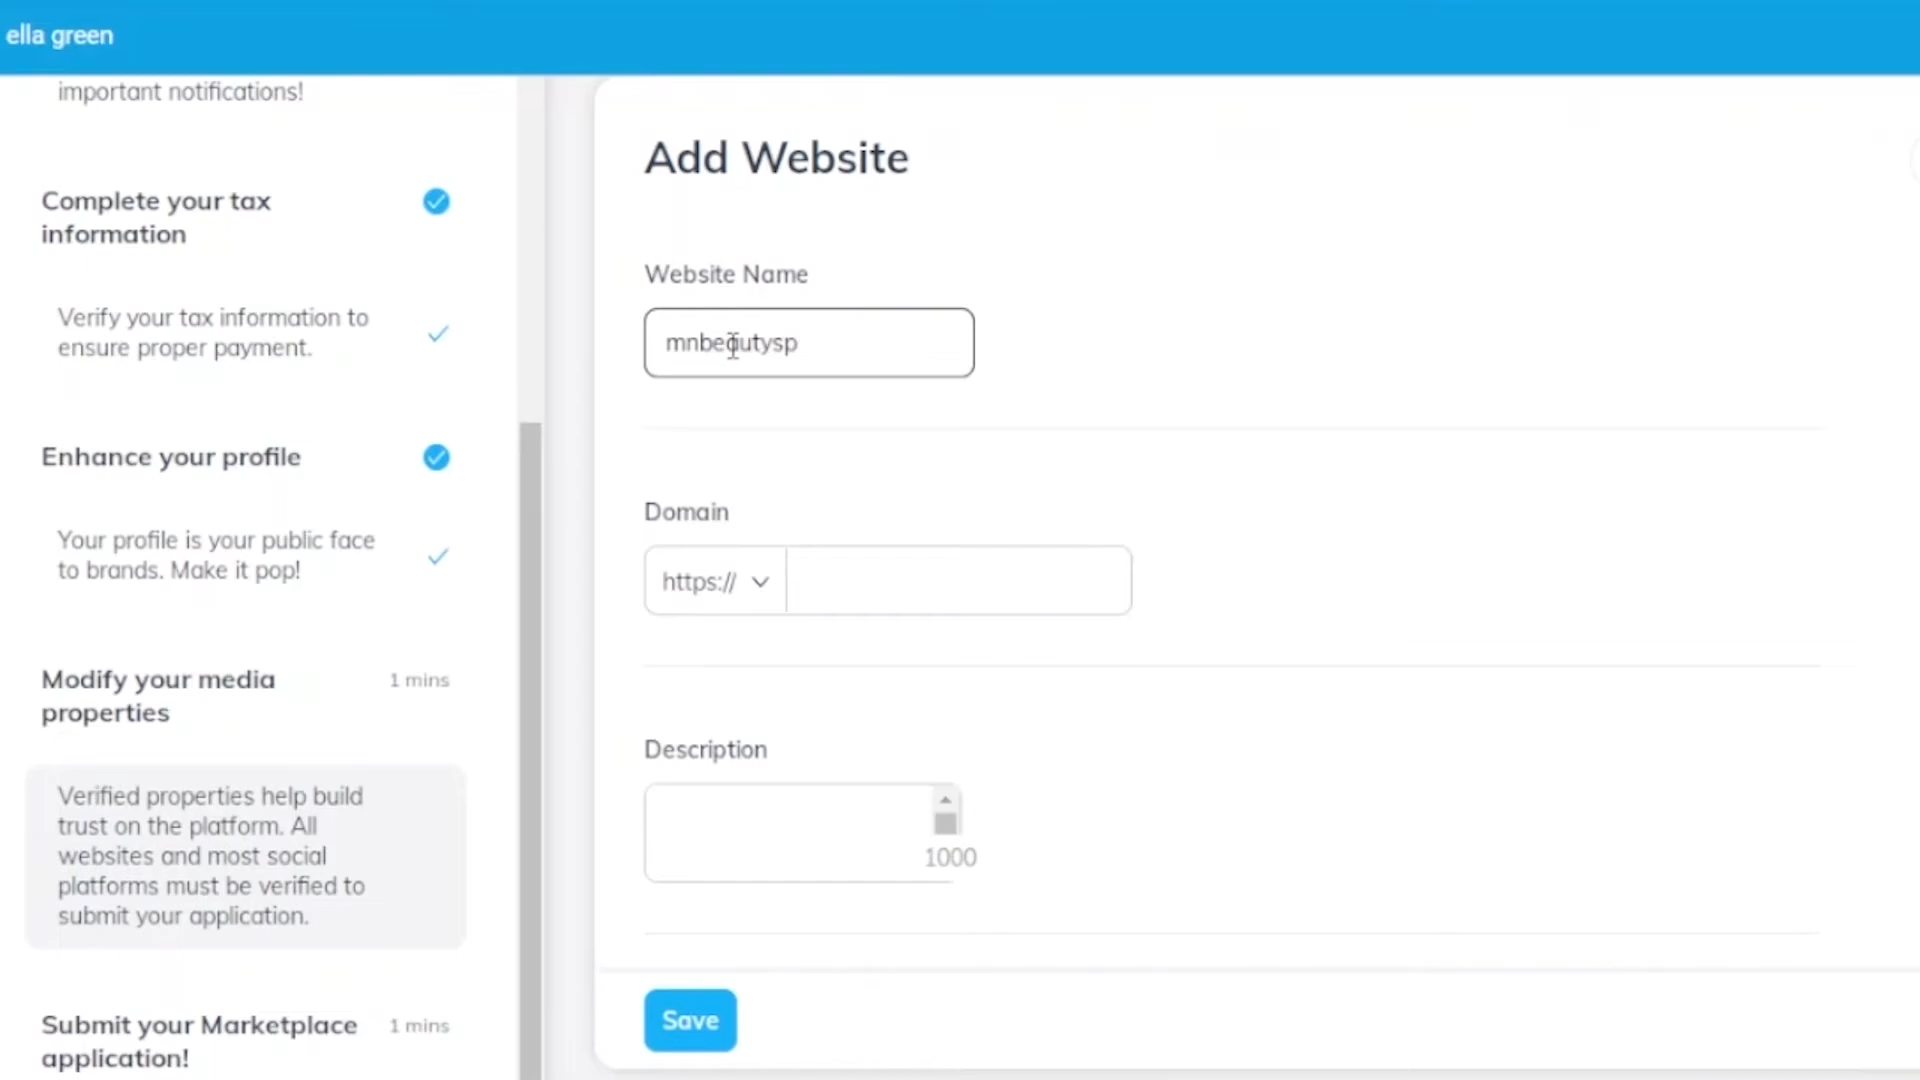 ella green
important notifications!
Complete your tax
information
Verify your tax information to
ensure proper payment.
Enhance your profile
Your profile is your public face
to brands. Make it pop!
Modify your media
properties
1 mins
Verified properties help build
trust on the platform. All
websites and most social
platforms must be verified to
submit your application.
Submit your Marketplace
application!
1 mins
Add Website
Website Name
mnbeautysp
Domain
https://
Description
1000
Save